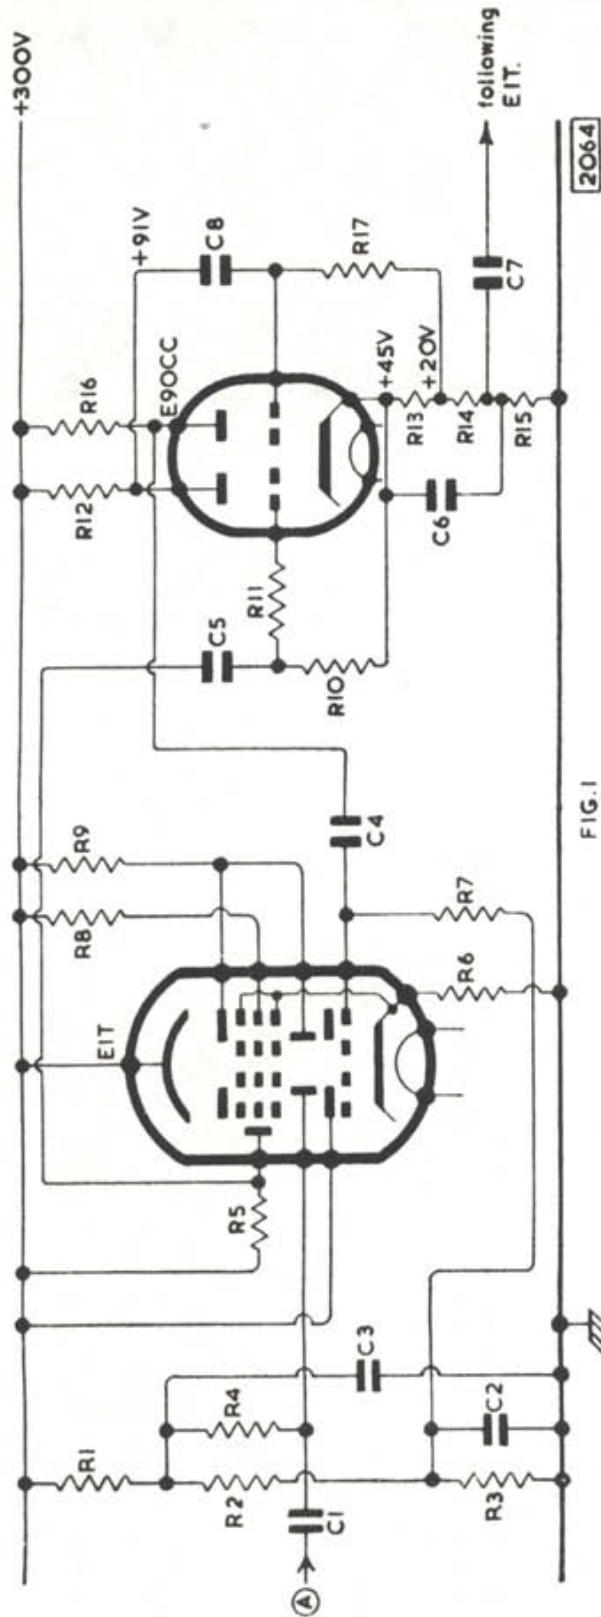 +300V
R1
R2
R3
R4
C1
C2
C3
A
E1T
R5
R6
R7
R8
R9
C4
C5
R10
R11
R12
R16
E90CC
+91V
C8
R17
+45V
+20V
R13
R14
R15
C6
C7
following
E1T.
2064
FIG.1